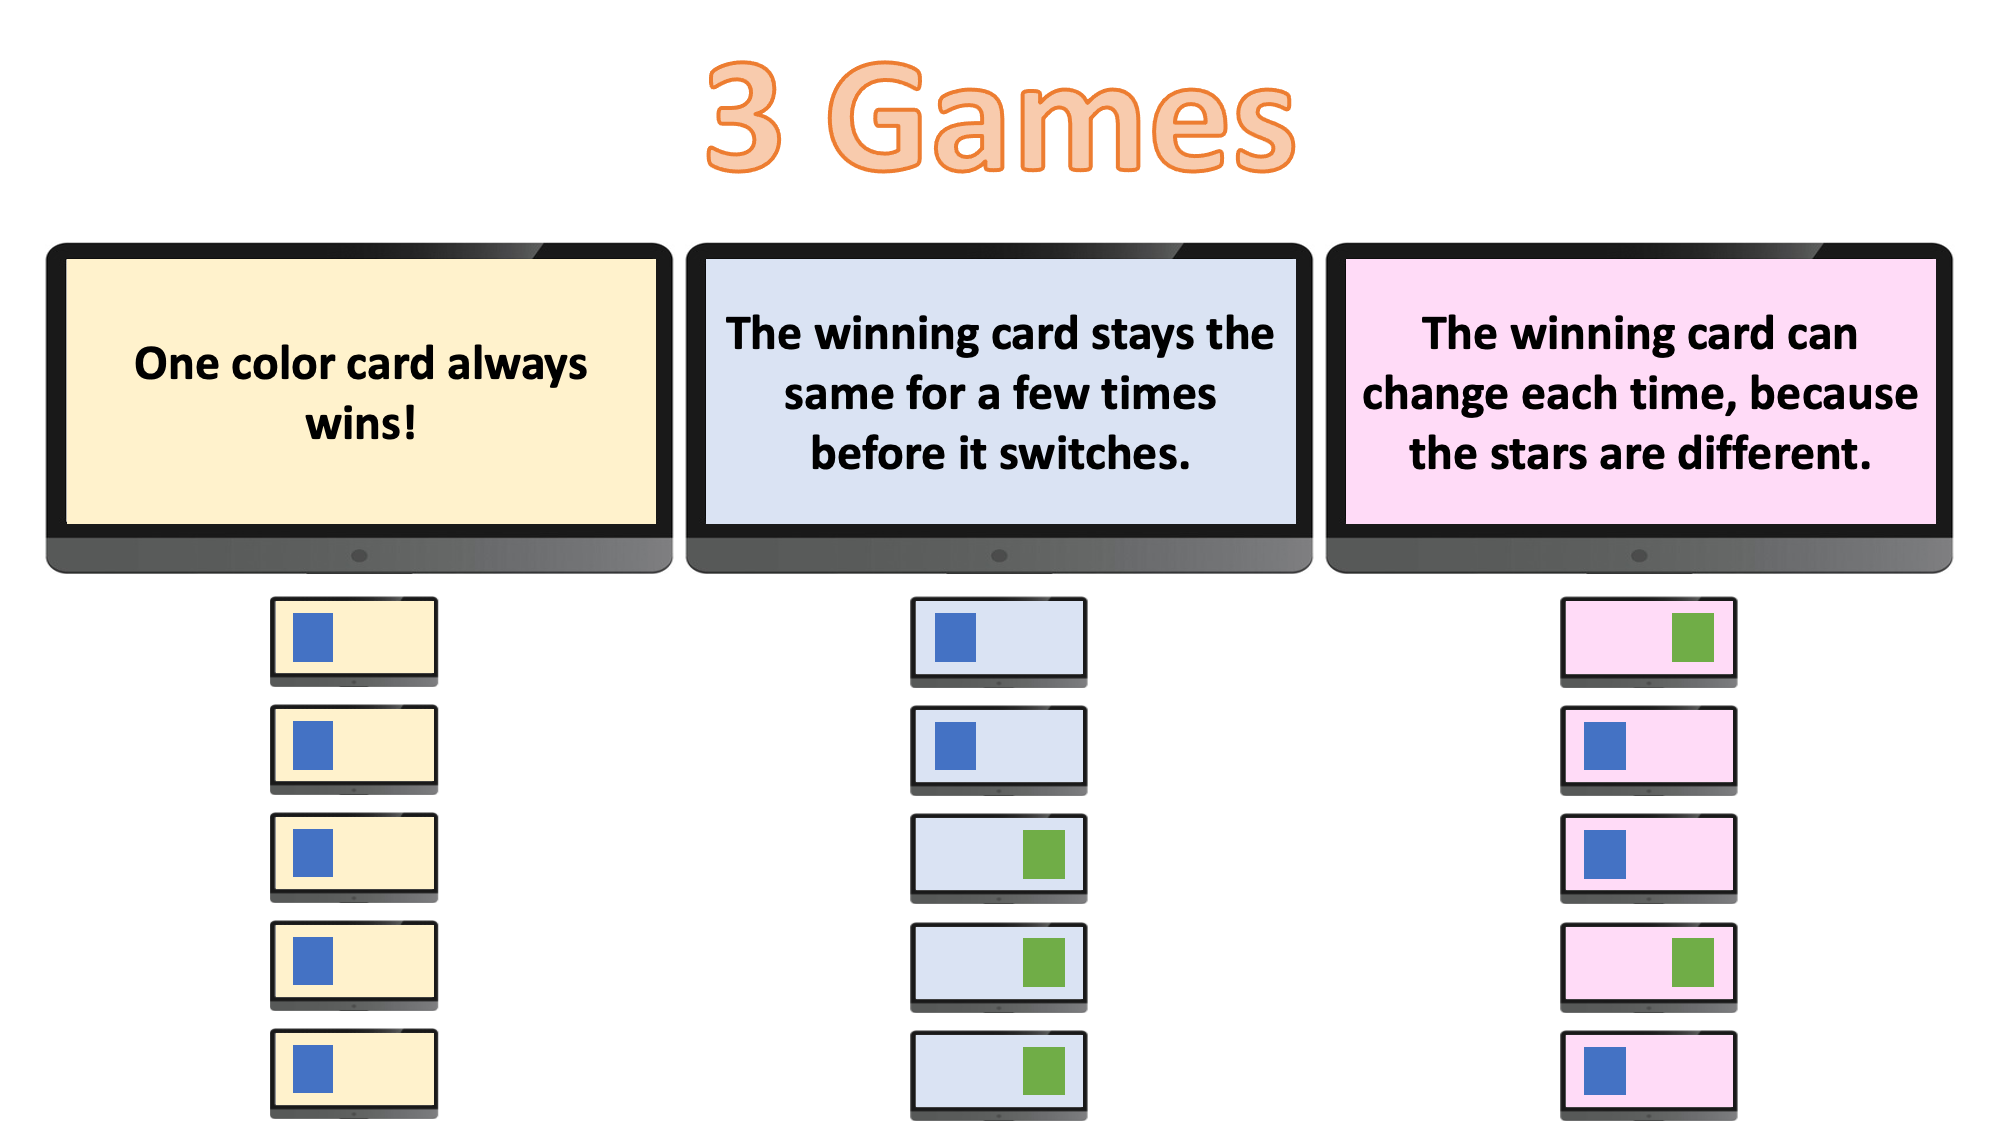 3 Games
One color card always
wins!
The winning card stays the
same for a few times
before it switches.
The winning card can
change each time, because
the stars are different.